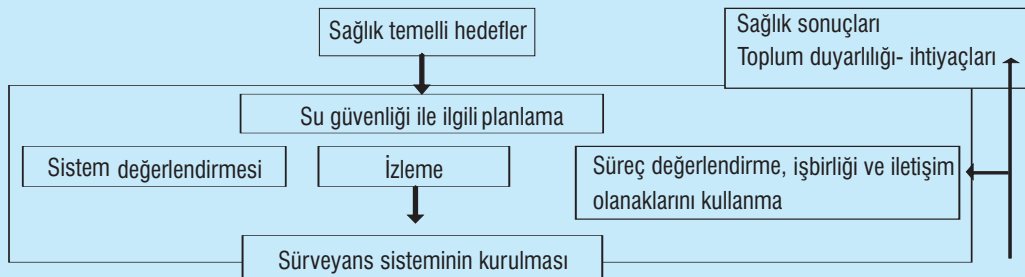 Sağlık temelli hedefler
Sağlık sonuçları
Toplum duyarlılığı- ihtiyaçları
Su güvenliği ile ilgili planlama
Sistem değerlendirmesi
İzleme
Süreç değerlendirme, işbirliği ve iletişim
olanaklarını kullanma
Sürveyans sisteminin kurulması